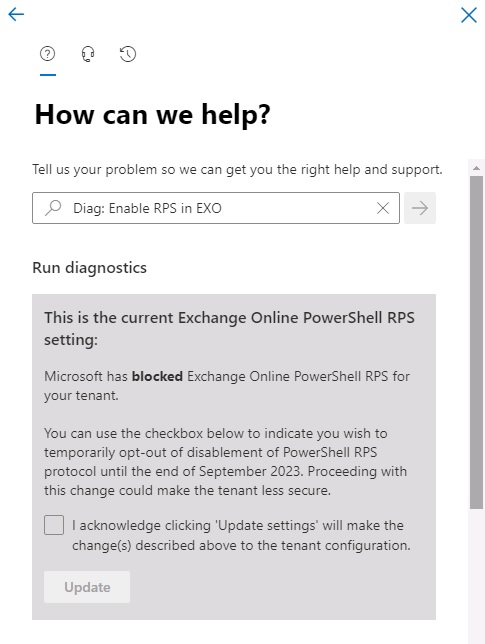 How can we help?
Tell us your problem so we can get you the right help and support.
Diag: Enable RPS in EXO
Run diagnostics
This is the current Exchange Online PowerShell RPS
setting:
Microsoft has blocked Exchange Online PowerShell RPS for
your tenant.
You can use the checkbox below to indicate you wish to
temporarily opt-out of disablement of PowerShell RPS
protocol until the end of September 2023. Proceeding with
this change could make the tenant less secure.
I acknowledge clicking 'Update settings' will make the
change(s) described above to the tenant configuration.
Update